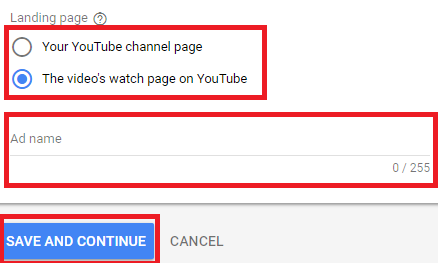 Landing page ?
Your YouTube channel page
The video's watch page on YouTube
Ad name
0 / 255
SAVE AND CONTINUE CANCEL